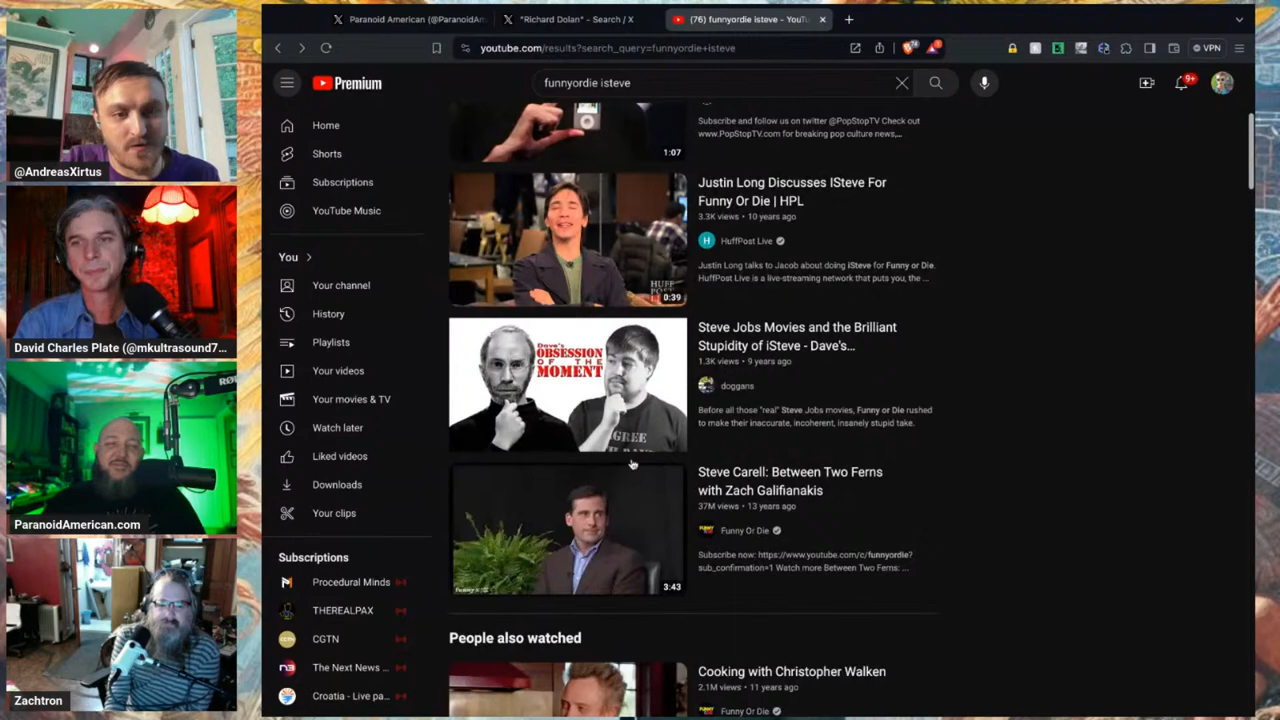 Paranoid American (@ParanoidAm
"Richard Dolan" - Search / X
(76) funnyordie isteve - YouTu
youtube.com/results?search_query=funnyordie+isteve
VPN
Premium
funnyordie isteve
9+
Home
Shorts
Subscriptions
YouTube Music
You
Your channel
History
Playlists
Your videos
Your movies & TV
Watch later
Liked videos
Downloads
Your clips
Subscriptions
Procedural Minds
THEREALPAX
CGTN
The Next News ...
Croatia - Live pa...
1:07
Subscribe and follow us on twitter @PopStopTV Check out
www.PopStopTV.com for breaking pop culture news,...
HUFF
POST
0:39
Justin Long Discusses ISteve For
Funny Or Die | HPL
3.3K views • 10 years ago
HuffPost Live
Justin Long talks to Jacob about doing iSteve for Funny or Die.
HuffPost Live is a live-streaming network that puts you, the ...
Dave's
OBSESSION
OF THE
MOMENT
Steve Jobs Movies and the Brilliant
Stupidity of iSteve - Dave's...
1.3K views • 9 years ago
doggans
Before all those "real" Steve Jobs movies, Funny or Die rushed
to make their inaccurate, incoherent, insanely stupid take.
3:43
Steve Carell: Between Two Ferns
with Zach Galifianakis
37M views • 13 years ago
Funny Or Die
Subscribe now: https://www.youtube.com/c/funnyordie?
sub_confirmation=1 Watch more Between Two Ferns: ...
People also watched
Cooking with Christopher Walken
2.1M views • 11 years ago
Funny Or Die
@AndreasXirtus
David Charles Plate (@mkultrasound7...
ParanoidAmerican.com
Zachtron